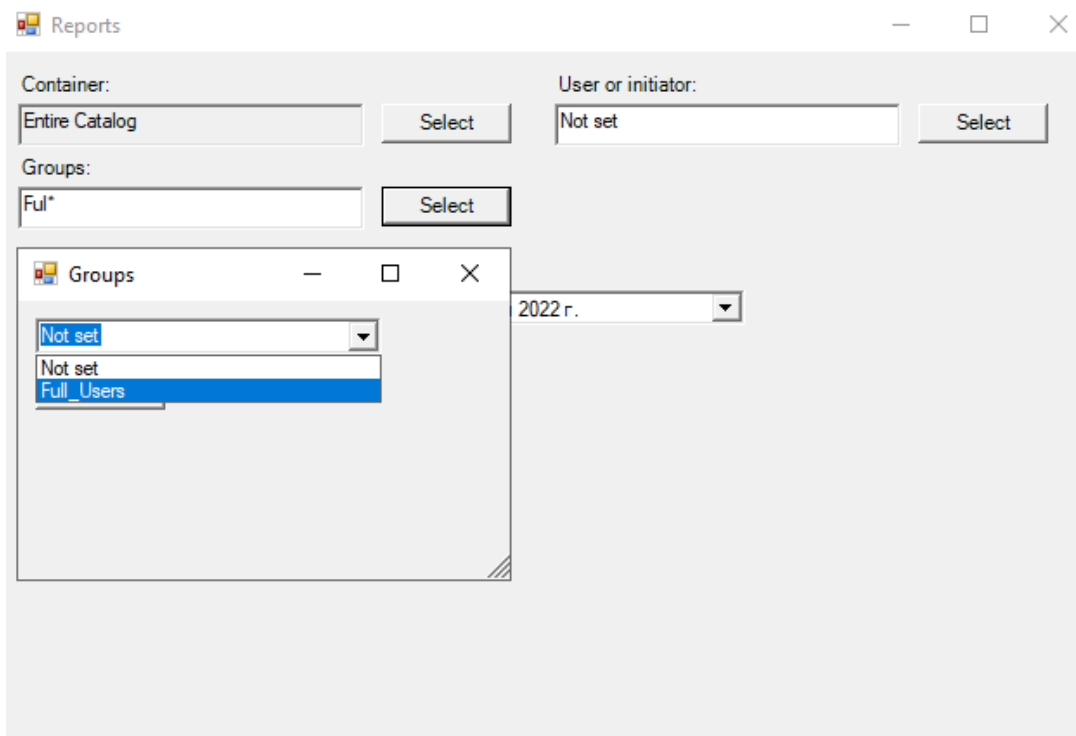 Reports
Container:
User or initiator:
Entire Catalog
Select
Not set
Select
Groups:
Ful*
Select
Groups
2022 г.
Not set
Not set
Full_Users